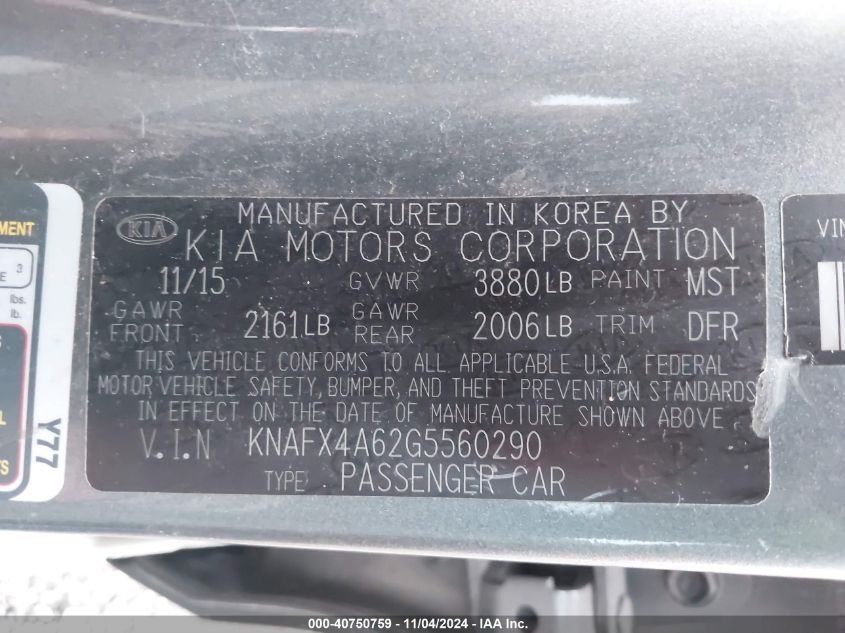 MANUFACTURED IN KOREA BY
KIA KIA MOTORS CORPORATION
11/15 GVWR 3880LB PAINT MST
GAWR FRONT 2161LB GAWR REAR 2006LB TRIM DFR
THIS VEHICLE CONFORMS TO ALL APPLICABLE U.S.A. FEDERAL
MOTOR VEHICLE SAFETY, BUMPER, AND THEFT PREVENTION STANDARDS
IN EFFECT ON THE DATE OF MANUFACTURE SHOWN ABOVE
V.I.N KNAFX4A62G5560290
TYPE: PASSENGER CAR
3
lbs.
lb.
Y77
VIN
000-40750759 - 11/04/2024 - IAA Inc.